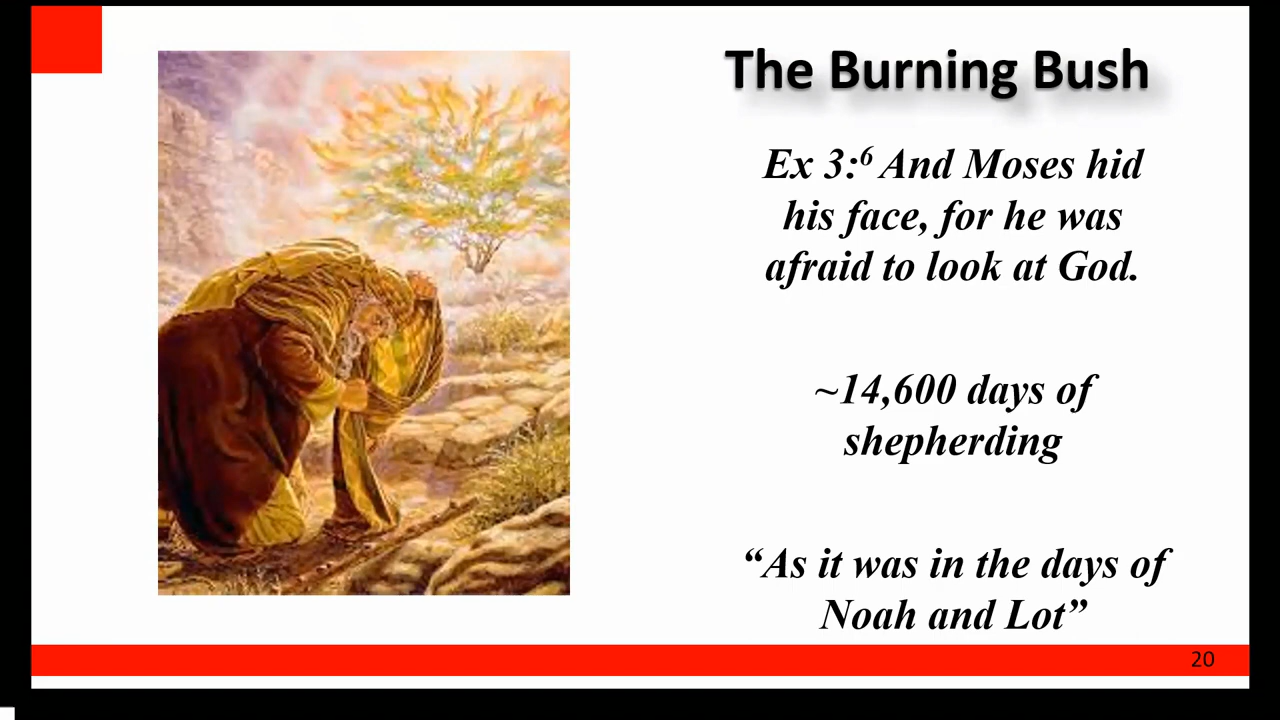 The Burning Bush
Ex 3:⁶ And Moses hid
his face, for he was
afraid to look at God.
~14,600 days of
shepherding
“As it was in the days of
Noah and Lot”
20